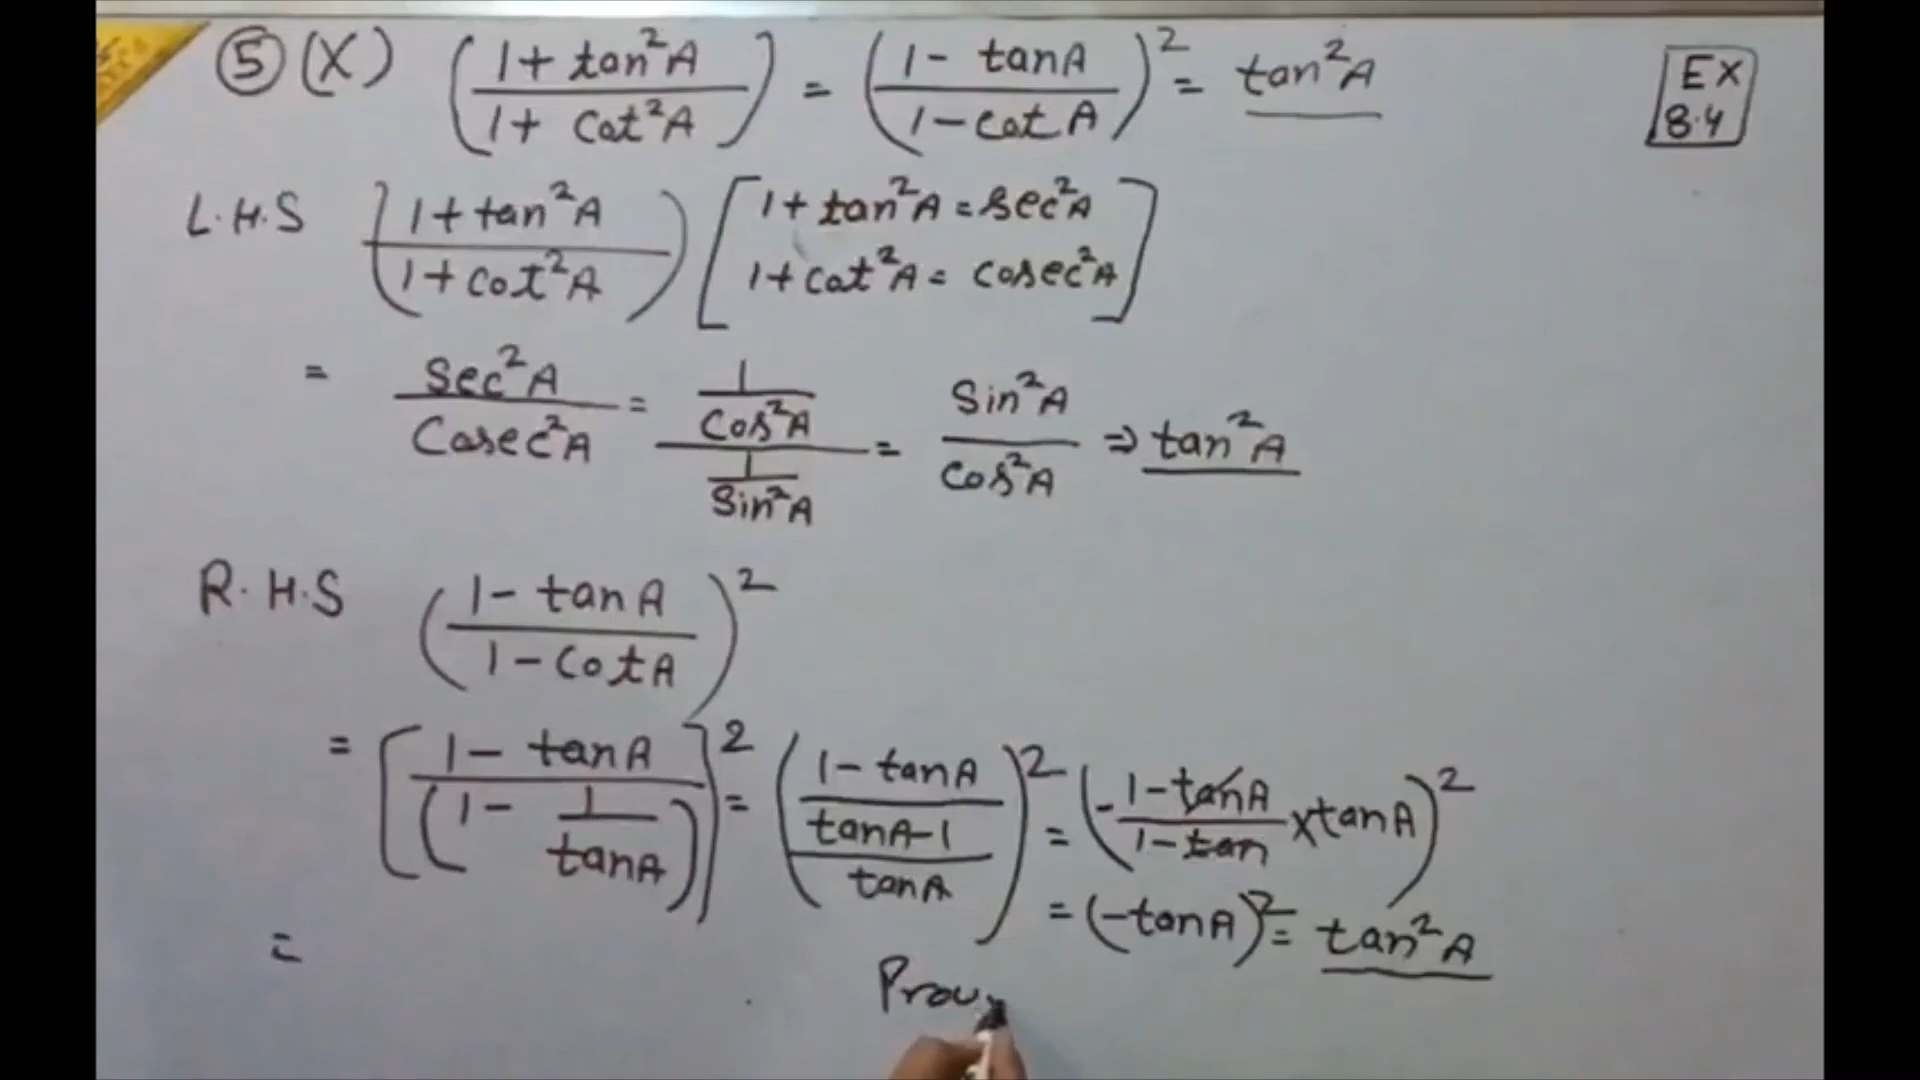 ⑤ (X) ((1 + tan²A)/(1 + cot²A)) = ((1 - tanA)/(1 - cotA))² = tan²A
EX 8.4
L.H.S ((1 + tan²A)/(1 + cot²A)) [1 + tan²A = sec²A
1 + cot²A = cosec²A]
= Sec²A/Cosec²A = (1/Cos²A)/(1/Sin²A) = Sin²A/Cos²A ⇒ tan²A
R.H.S ((1 - tanA)/(1 - CotA))²
= [(1 - tanA)/(1 - 1/tanA)]² = ((1 - tanA)/((tanA - 1)/tanA))² = (-(1 - tanA)/(1 - tan) x tanA)²
= (-tanA)² = tan²A
=
Prov